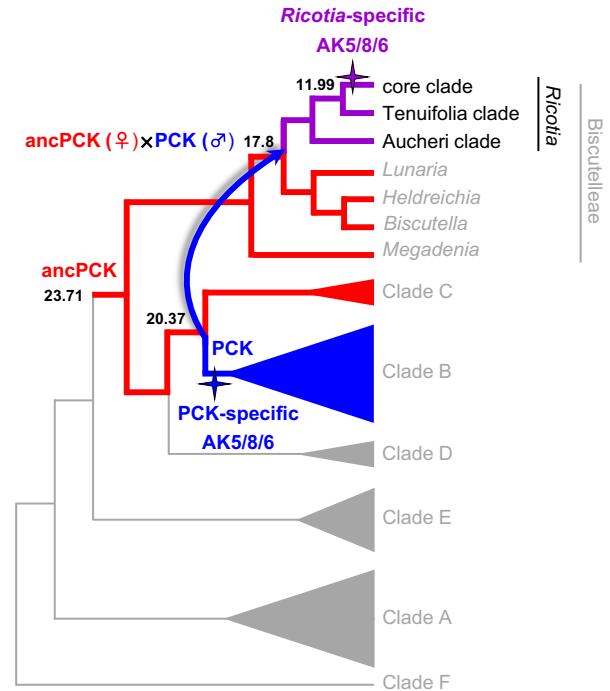 Ricotia-specific
AK5/8/6
11.99
core clade
Tenuifolia clade
Aucheri clade
Ricotia
Biscutelleae
ancPCK (♀)×PCK (♂)
17.8
Lunaria
Heldreichia
Biscutella
Megadenia
ancPCK
23.71
20.37
Clade C
PCK
Clade B
PCK-specific
AK5/8/6
Clade D
Clade E
Clade A
Clade F